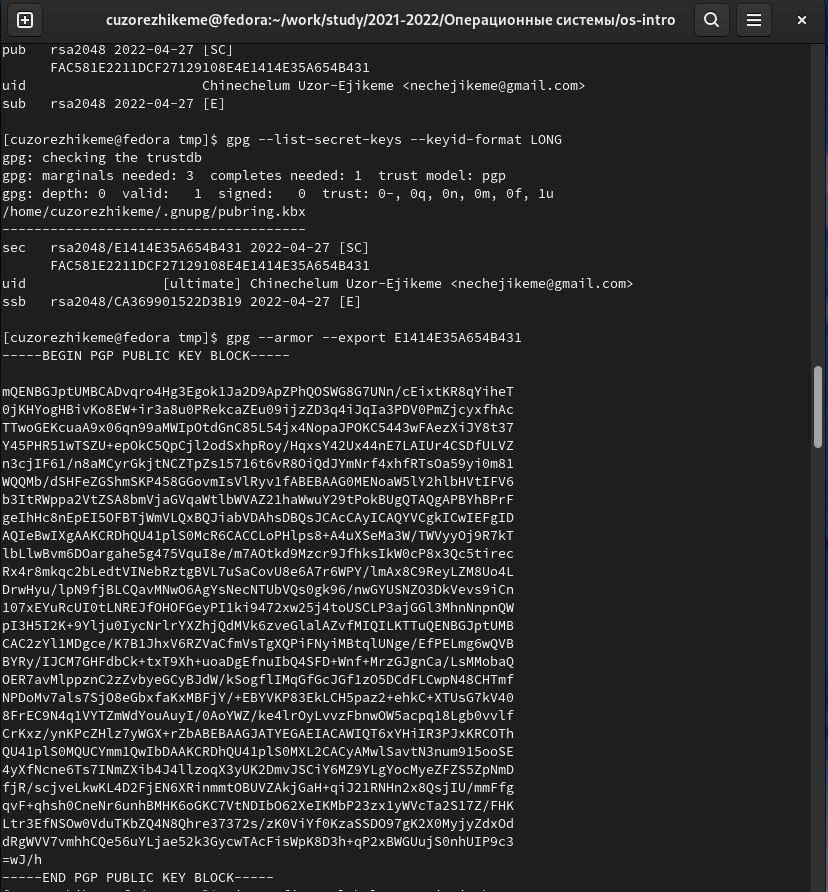 cuzorezhikeme@fedora:~/work/study/2021-2022/Операционные системы/os-intro
pub   rsa2048 2022-04-27 [SC]
      FAC581E2211DCF27129108E4E1414E35A654B431
uid                      Chinechelum Uzor-Ejikeme <nechejikeme@gmail.com>
sub   rsa2048 2022-04-27 [E]
[cuzorezhikeme@fedora tmp]$ gpg --list-secret-keys --keyid-format LONG
gpg: checking the trustdb
gpg: marginals needed: 3  completes needed: 1  trust model: pgp
gpg: depth: 0  valid:   1  signed:   0  trust: 0-, 0q, 0n, 0m, 0f, 1u
/home/cuzorezhikeme/.gnupg/pubring.kbx
--------------------------------------
sec   rsa2048/E1414E35A654B431 2022-04-27 [SC]
      FAC581E2211DCF27129108E4E1414E35A654B431
uid                 [ultimate] Chinechelum Uzor-Ejikeme <nechejikeme@gmail.com>
ssb   rsa2048/CA369901522D3B19 2022-04-27 [E]
[cuzorezhikeme@fedora tmp]$ gpg --armor --export E1414E35A654B431
-----BEGIN PGP PUBLIC KEY BLOCK-----
mQENBGJptUMBCADvqro4Hg3Egok1Ja2D9ApZPhQOSWG8G7UNn/cEixtKR8qYiheT
0jKHYogHBivKo8EW+ir3a8u0PRekcaZEu09ijzZD3q4iJqIa3PDV0PmZjcyxfhAc
TTwoGEKcuaA9x06qn99aMWIpOtdGnC85L54jx4NopaJPOKC5443wFAezXiJY8t37
Y45PHR51wTSZU+epOkC5QpCjl2odSxhpRoy/HqxsY42Ux44nE7LAIUr4CSDfULVZ
n3cjIF61/n8aMCyrGkjtNCZTpZs15716t6vR8OiQdJYmNrf4xhfRTsOa59yi0m81
WQQMb/dSHFeZGShmSKP458GGovmIsVlRyv1fABEBAAG0MENoaW5lY2hlbHVtIFV6
b3ItRWppa2VtZSA8bmVjaGVqaWtlbWVAZ21haWwuY29tPokBUgQTAQgAPBYhBPrF
geIhHc8nEpEI5OFBTjWmVLQxBQJiabVDAhsDBQsJCAcCAyICAQYVCgkICwIEFgID
AQIeBwIXgAAKCRDhQU41plS0McR6CACCLoPHlps8+A4uXSeMa3W/TWVyyOj9R7kT
lbLlwBvm6DOargahe5g475VquI8e/m7AOtkd9Mzcr9JfhksIkW0cP8x3Qc5tirec
Rx4r8mkqc2bLedtVINebRztgBVL7uSaCovU8e6A7r6WPY/lmAx8C9ReyLZM8Uo4L
DrwHyu/lpN9fjBLCQavMNwO6AgYsNecNTUbVQs0gk96/nwGYUSNZO3DkVevs9iCn
107xEYuRcUI0tLNREJfOHOFGeyPI1ki9472xw25j4toUSCLP3ajGGl3MhnNnpnQW
pI3H5I2K+9Ylju0IycNrlrYXZhjQdMVk6zveGlalAZvfMIQILKTTuQENBGJptUMB
CAC2zYl1MDgce/K7B1JhxV6RZVaCfmVsTgXQPiFNyiMBtqlUNge/EfPELmg6wQVB
BYRy/IJCM7GHFdbCk+txT9Xh+uoaDgEfnuIbQ4SFD+Wnf+MrzGJgnCa/LsMMobaQ
OER7avMlppznC2zZvbyeGCyBJdW/kSogflIMqGfGcJGf1zO5DCdFLCwpN48CHTmf
NPDoMv7als7SjO8eGbxfaKxMBFjY/+EBYVKP83EkLCH5paz2+ehkC+XTUsG7kV40
8FrEC9N4q1VYTZmWdYouAuyI/0AoYWZ/ke4lrOyLvvzFbnwOW5acpq18Lgb0vvlf
CrKxz/ynKPcZHlz7yWGX+rZbABEBAAGJATYEGAEIACAWIQT6xYHiIR3PJxKRCOTh
QU41plS0MQUCYmm1QwIbDAAKCRDhQU41plS0MXL2CACyAMwlSavtN3num915ooSE
4yXfNcne6Ts7INmZXib4J4llzoqX3yUK2DmvJSCiY6MZ9YLgYocMyeZFZS5ZpNmD
fjR/scjveLkwKL4D2FjEN6XRinmmtOBUVZAkjGaH+qiJ21RNHn2x8QsjIU/mmFfg
qvF+qhsh0CneNr6unhBMHK6oGKC7VtNDIbO62XeIKMbP23zx1yWVcTa2S17Z/FHK
Ltr3EfNSOw0VduTKbZQ4N8Qhre37372s/zK0ViYf0KzaSSDO97gK2X0MyjyZdxOd
dRgWVV7vmhhCQe56uYLjae52k3GycwTAcFisWpK8D3h+qP2xBWGUujS0nhUIP9c3
=wJ/h
-----END PGP PUBLIC KEY BLOCK-----